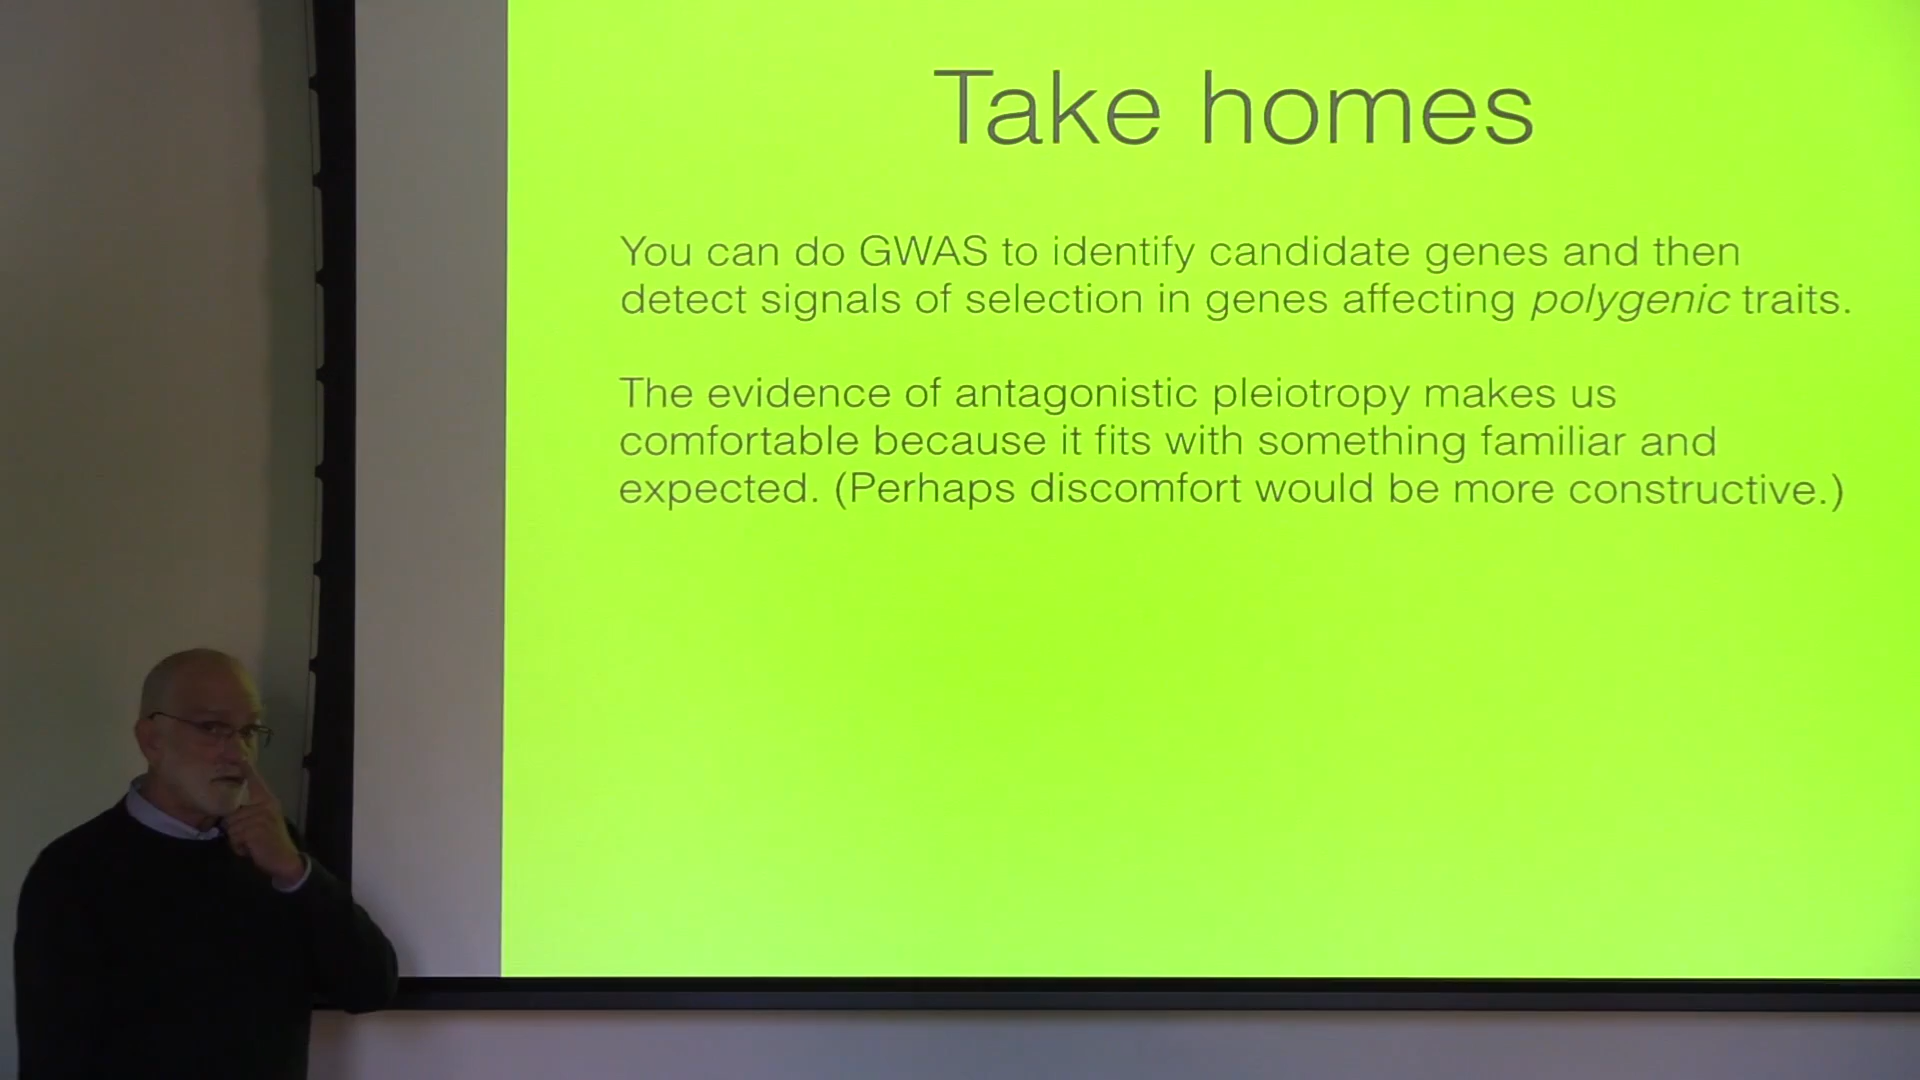 Take homes
You can do GWAS to identify candidate genes and then
detect signals of selection in genes affecting polygenic traits.
The evidence of antagonistic pleiotropy makes us
comfortable because it fits with something familiar and
expected. (Perhaps discomfort would be more constructive.)